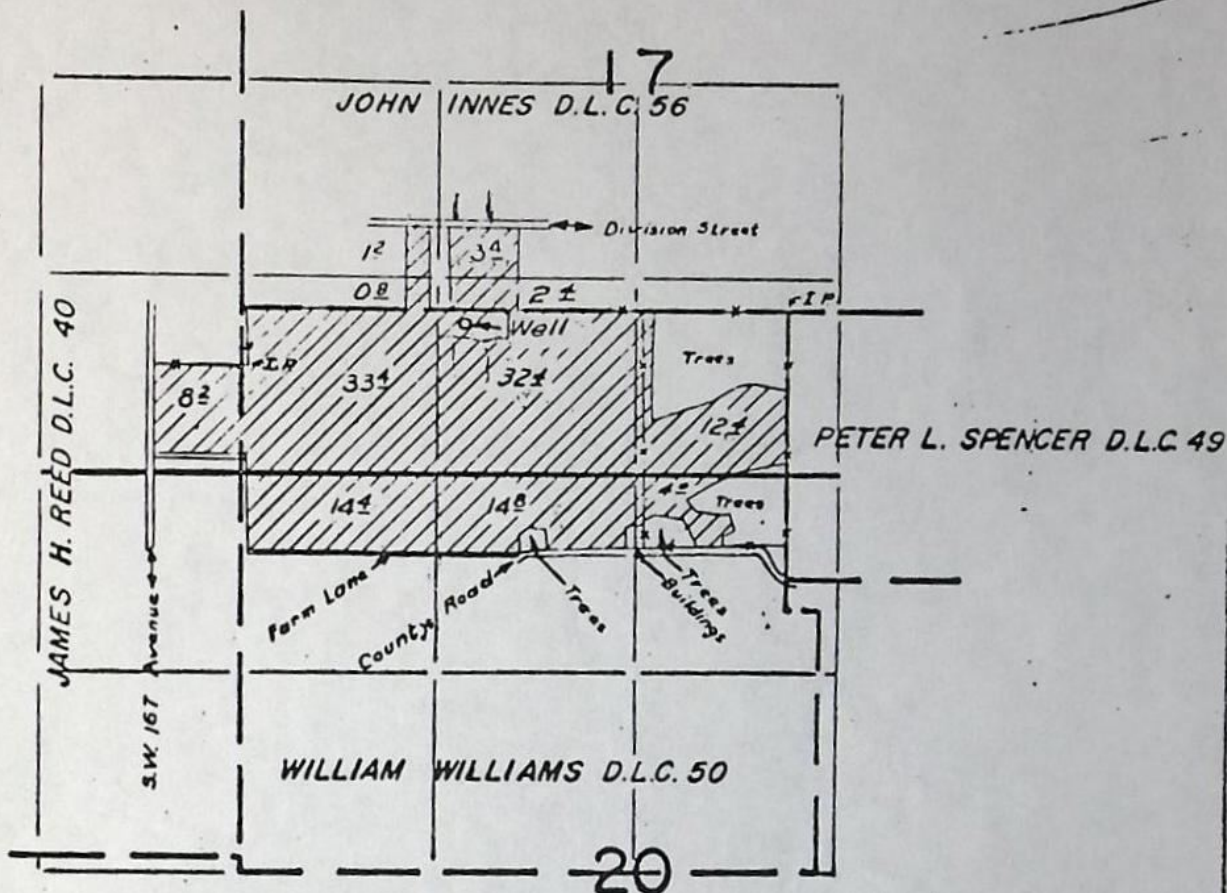 17
JOHN INNES D.L.C. 56
Division Street
1 2
3 4
0 8
2 4
I P
Well
Trees
I.P.
8 2
33 4
32 4
12 4
PETER L. SPENCER D.L.C. 49
JAMES H. REED D.L.C. 40
14 4
14 8
4
Trees
S.W. 167 Avenue
Farm Lane
County Road
Trees
Buildings
Trees
WILLIAM WILLIAMS D.L.C. 50
20